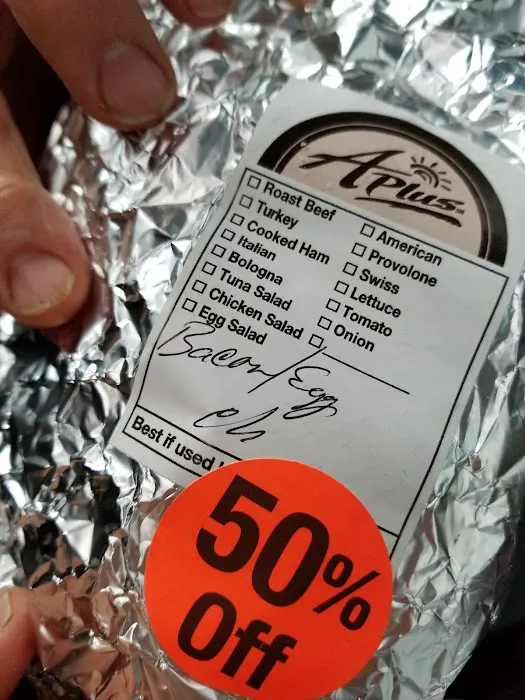 APlus
Roast Beef
Turkey
Cooked Ham
Italian
Bologna
Tuna Salad
Chicken Salad
Egg Salad
American
Provolone
Swiss
Lettuce
Tomato
Onion
Bacon/Egg
Ch
Best if used
50%
Off